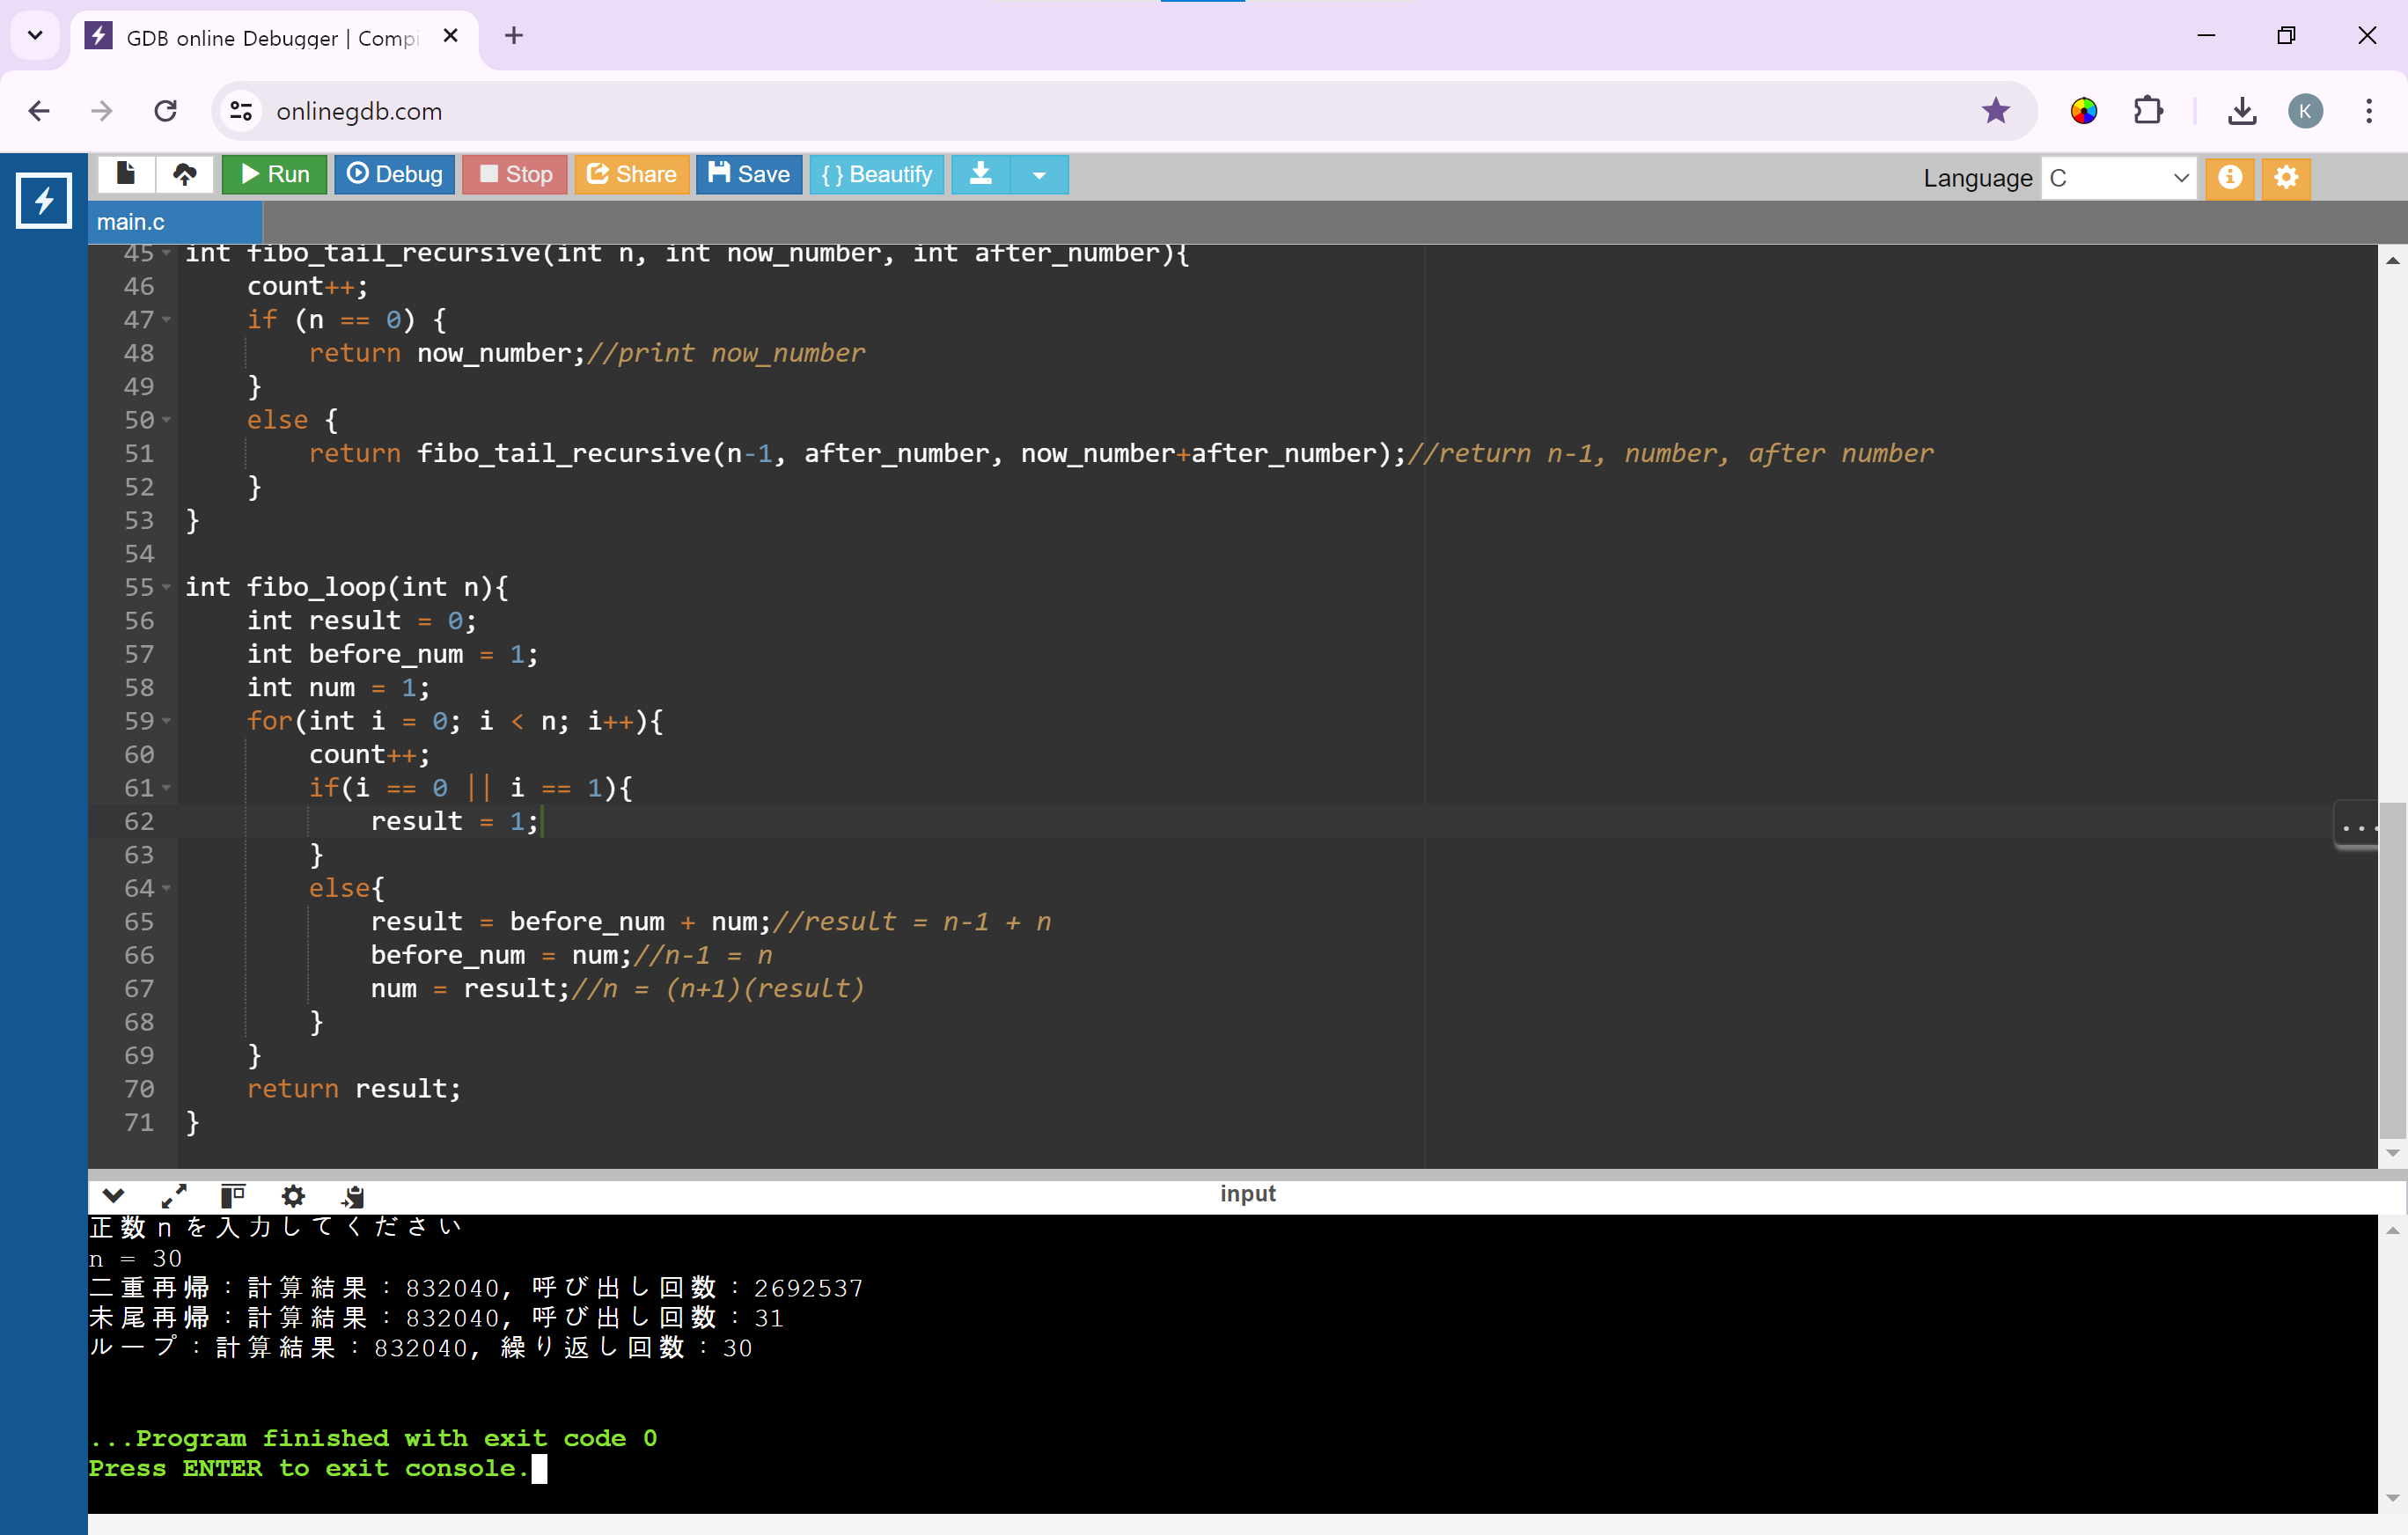 GDB online Debugger | Comp
onlinegdb.com
K
Run Debug Stop Share Save { } Beautify
Language C
main.c
45 int fibo_tail_recursive(int n, int now_number, int after_number){
46 count++;
47 if (n == 0) {
48 return now_number;//print now_number
49 }
50 else {
51 return fibo_tail_recursive(n-1, after_number, now_number+after_number);//return n-1, number, after number
52 }
53 }
54
55 int fibo_loop(int n){
56 int result = 0;
57 int before_num = 1;
58 int num = 1;
59 for(int i = 0; i < n; i++){
60 count++;
61 if(i == 0 || i == 1){
62 result = 1;
63 }
64 else{
65 result = before_num + num;//result = n-1 + n
66 before_num = num;//n-1 = n
67 num = result;//n = (n+1)(result)
68 }
69 }
70 return result;
71 }
input
正数nを入力してください
n = 30
二重再帰：計算結果：832040, 呼び出し回数：2692537
末尾再帰：計算結果：832040, 呼び出し回数：31
ループ：計算結果：832040, 繰り返し回数：30
...Program finished with exit code 0
Press ENTER to exit console.